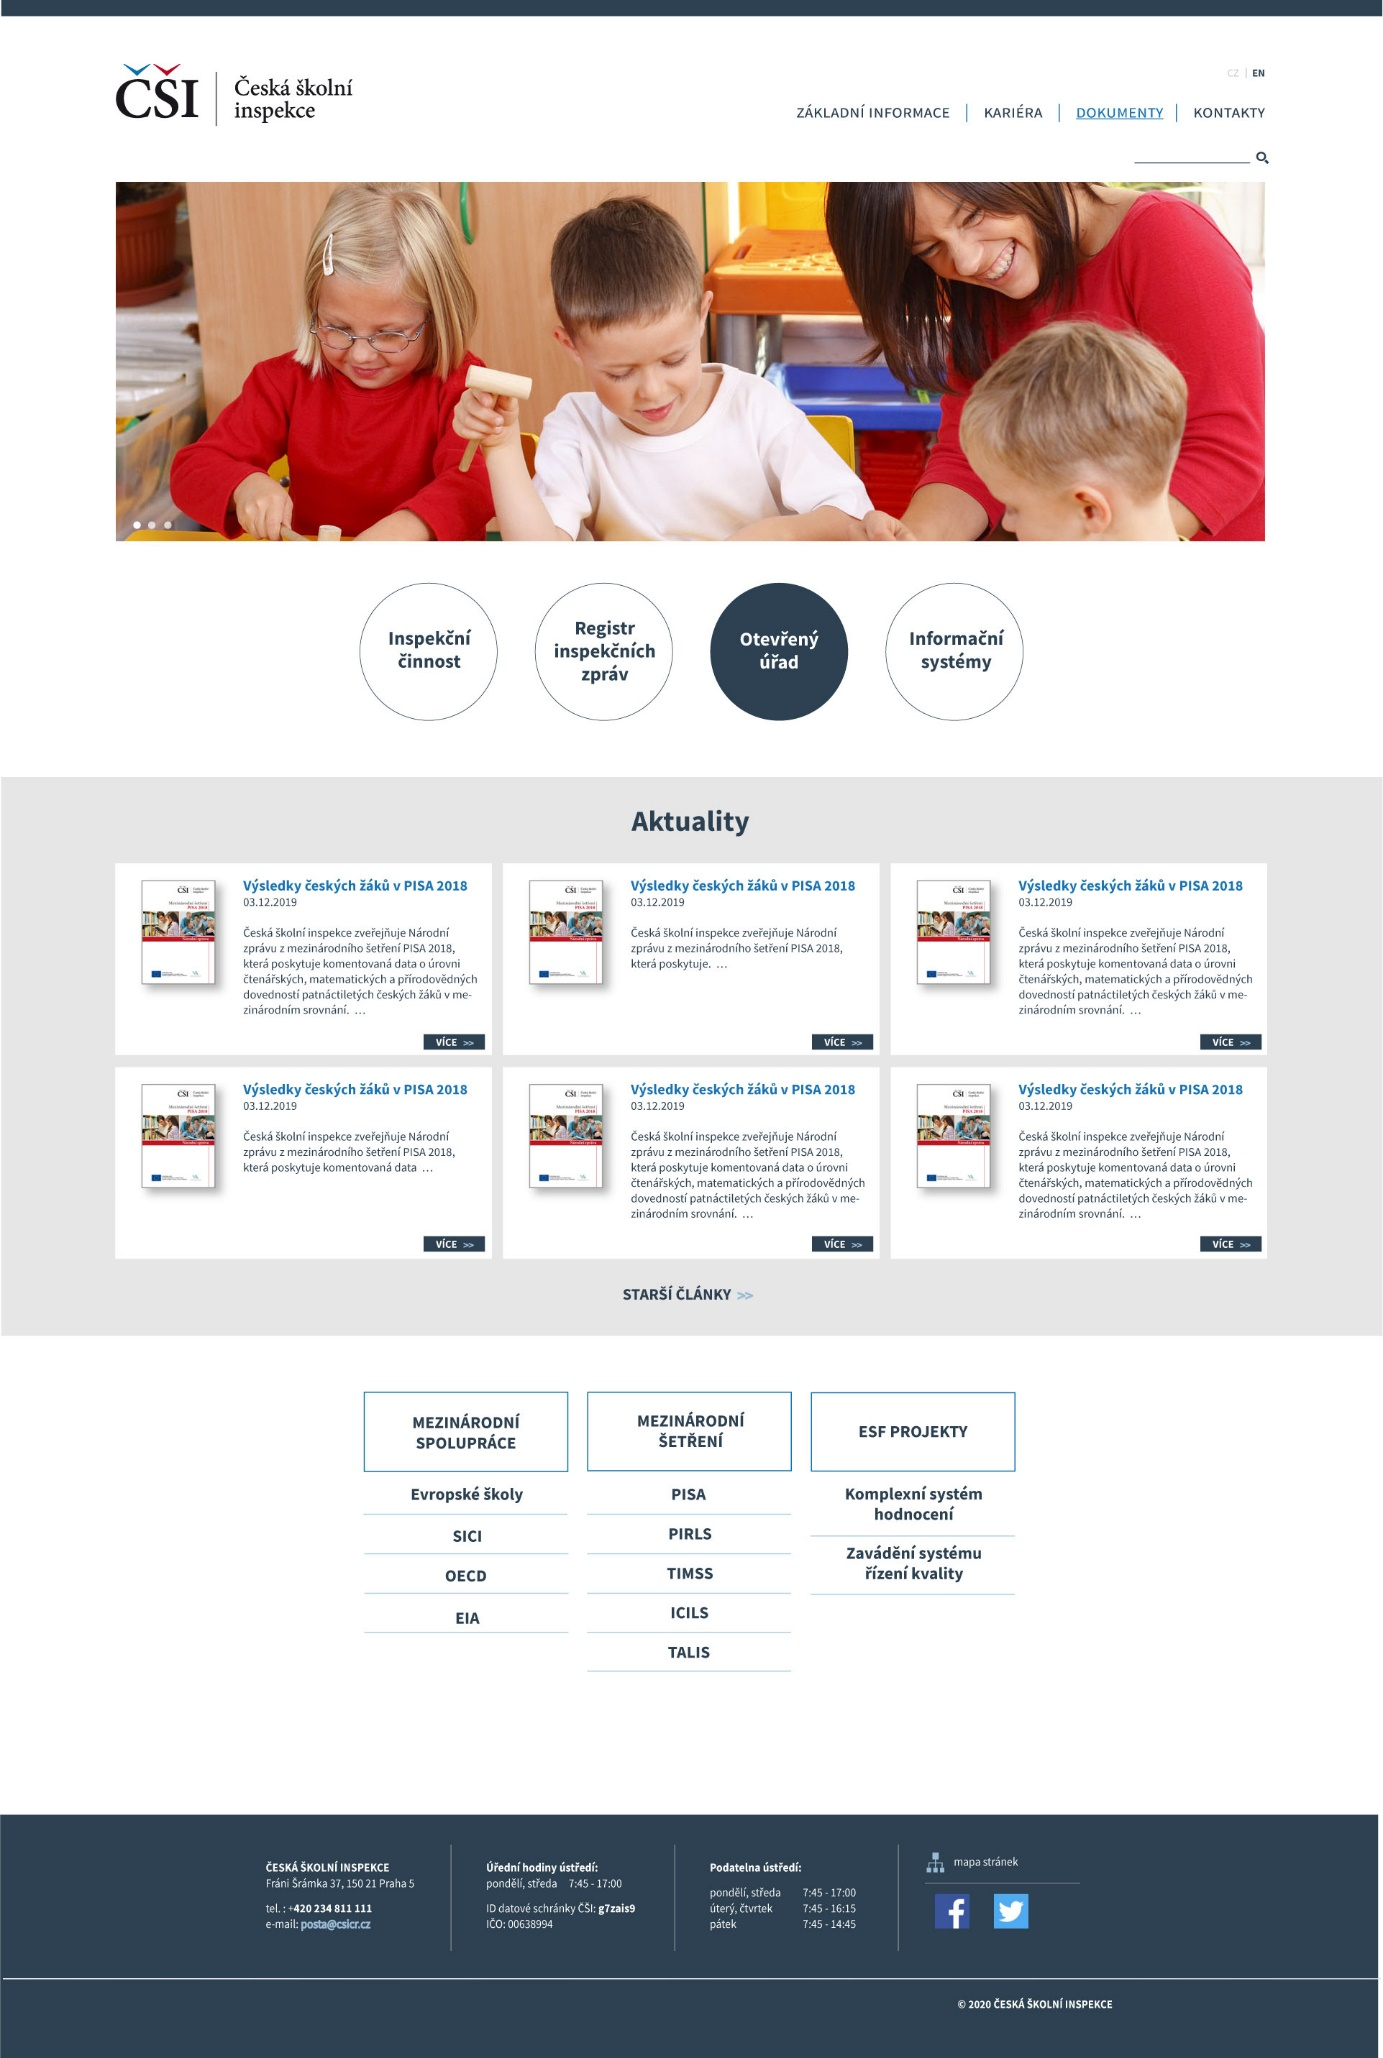 ČŠI
Česká školní
inspekce
CZ | EN
ZÁKLADNÍ INFORMACE
KARIÉRA
DOKUMENTY
KONTAKTY
Inspekční
činnost
Registr
inspekčních
zpráv
Otevřený
úřad
Informační
systémy
Aktuality
Výsledky českých žáků v PISA 2018
03.12.2019
Česká školní inspekce zveřejňuje Národní
zprávu z mezinárodního šetření PISA 2018,
která poskytuje komentovaná data o úrovni
čtenářských, matematických a přírodovědných
dovedností patnáctiletých českých žáků v me-
zinárodním srovnání. ...
VÍCE >>
Výsledky českých žáků v PISA 2018
03.12.2019
Česká školní inspekce zveřejňuje Národní
zprávu z mezinárodního šetření PISA 2018,
která poskytuje. ...
VÍCE >>
Výsledky českých žáků v PISA 2018
03.12.2019
Česká školní inspekce zveřejňuje Národní
zprávu z mezinárodního šetření PISA 2018,
která poskytuje komentovaná data o úrovni
čtenářských, matematických a přírodovědných
dovedností patnáctiletých českých žáků v me-
zinárodním srovnání. ...
VÍCE >>
Výsledky českých žáků v PISA 2018
03.12.2019
Česká školní inspekce zveřejňuje Národní
zprávu z mezinárodního šetření PISA 2018,
která poskytuje komentovaná data ...
VÍCE >>
Výsledky českých žáků v PISA 2018
03.12.2019
Česká školní inspekce zveřejňuje Národní
zprávu z mezinárodního šetření PISA 2018,
která poskytuje komentovaná data o úrovni
čtenářských, matematických a přírodovědných
dovedností patnáctiletých českých žáků v me-
zinárodním srovnání. ...
VÍCE >>
Výsledky českých žáků v PISA 2018
03.12.2019
Česká školní inspekce zveřejňuje Národní
zprávu z mezinárodního šetření PISA 2018,
která poskytuje komentovaná data o úrovni
čtenářských, matematických a přírodovědných
dovedností patnáctiletých českých žáků v me-
zinárodním srovnání. ...
VÍCE >>
STARŠÍ ČLÁNKY >>
MEZINÁRODNÍ
SPOLUPRÁCE
Evropské školy
SICI
OECD
EIA
MEZINÁRODNÍ
ŠETŘENÍ
PISA
PIRLS
TIMSS
ICILS
TALIS
ESF PROJEKTY
Komplexní systém
hodnocení
Zavádění systému
řízení kvality
ČESKÁ ŠKOLNÍ INSPEKCE
Fráni Šrámka 37, 150 21 Praha 5
tel. : +420 234 811 111
e-mail: posta@csicr.cz
Úřední hodiny ústředí:
pondělí, středa 7:45 - 17:00
ID datové schránky ČŠI: g7zais9
IČO: 00638994
Podatelna ústředí:
pondělí, středa 7:45 - 17:00
úterý, čtvrtek 7:45 - 16:15
pátek 7:45 - 14:45
mapa stránek
© 2020 ČESKÁ ŠKOLNÍ INSPEKCE